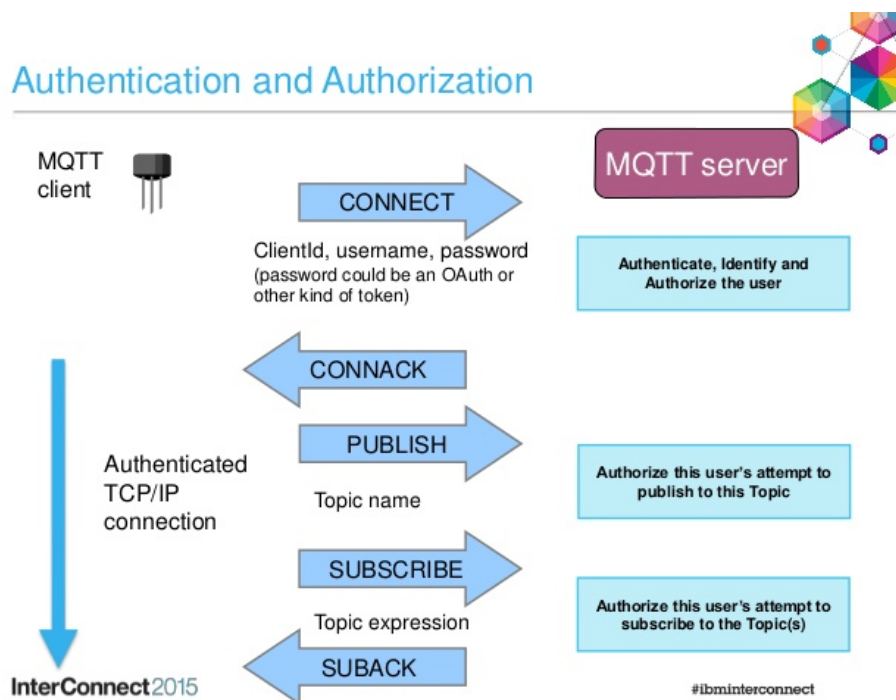 Authentication and Authorization
MQTT
client
MQTT server
CONNECT
ClientId, username, password
(password could be an OAuth or
other kind of token)
Authenticate, Identify and
Authorize the user
CONNACK
PUBLISH
Authenticated
TCP/IP
connection
Topic name
Authorize this user's attempt to
publish to this Topic
SUBSCRIBE
Topic expression
Authorize this user's attempt to
subscribe to the Topic(s)
SUBACK
InterConnect2015
#ibminterconnect